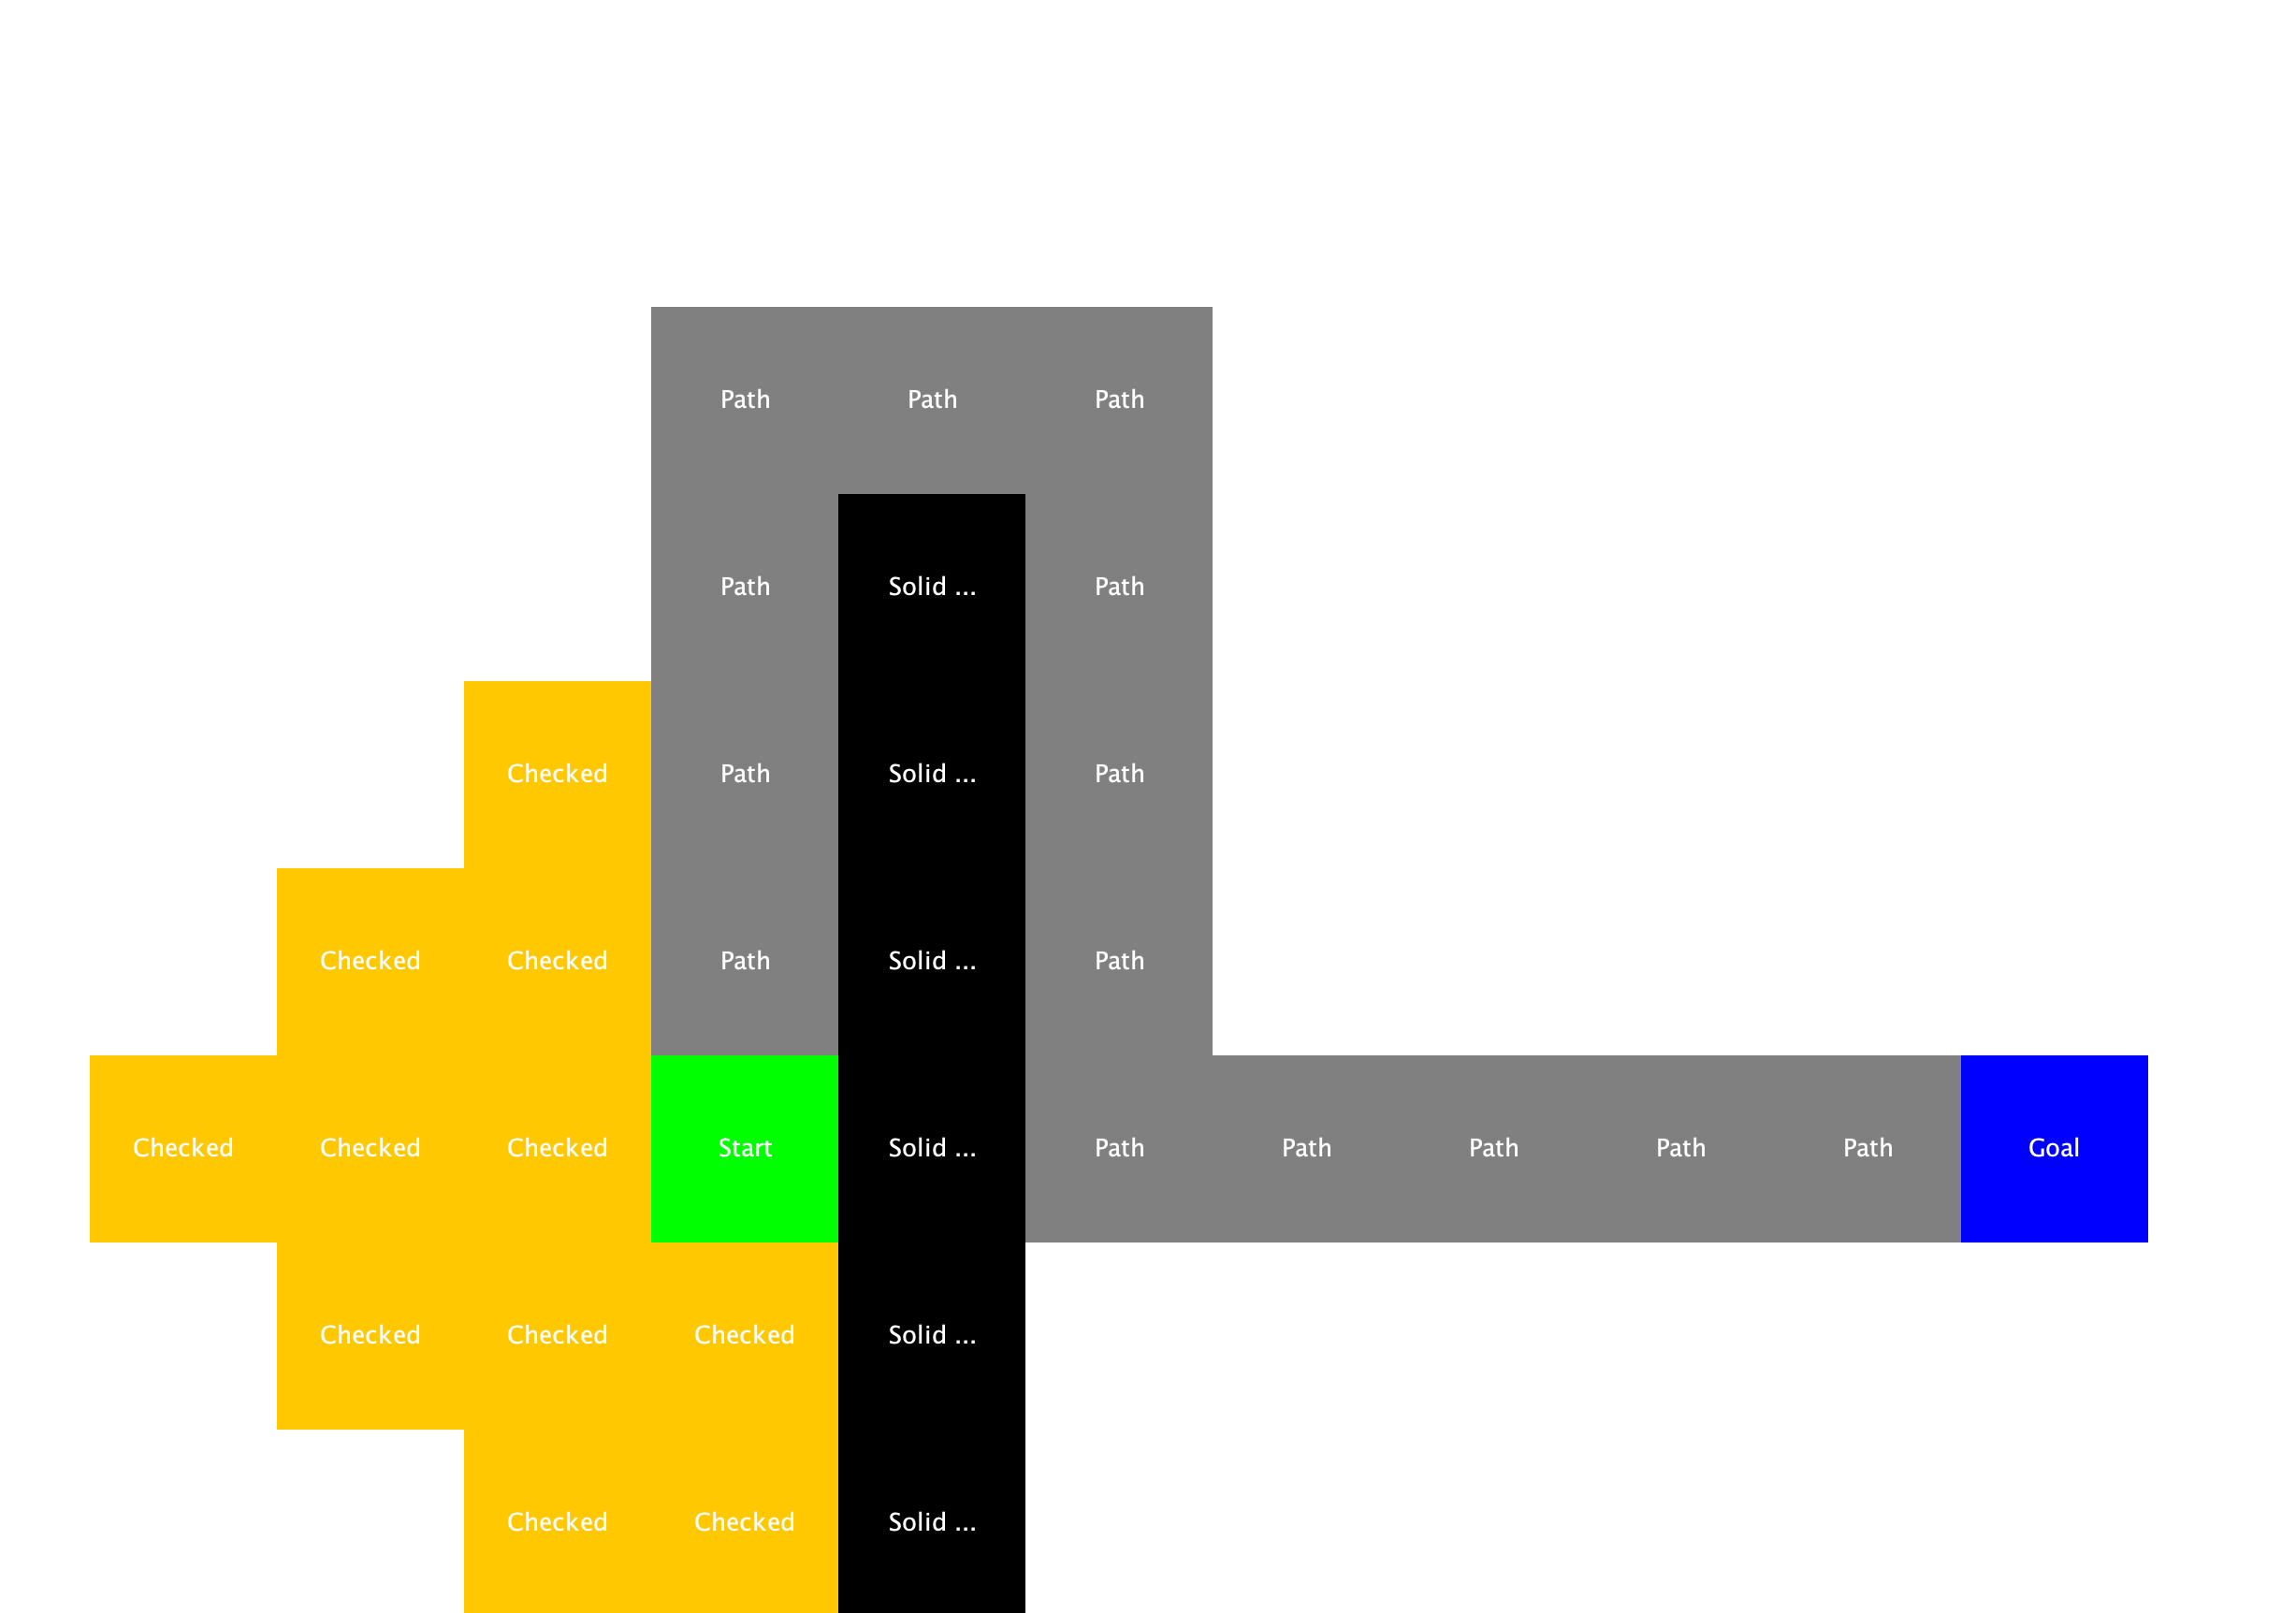 Path Path Path
Path Solid ... Path
Checked Path Solid ... Path
Checked Checked Path Solid ... Path
Checked Checked Checked Start Solid ... Path Path Path Path Path Goal
Checked Checked Checked Solid ...
Checked Checked Solid ...